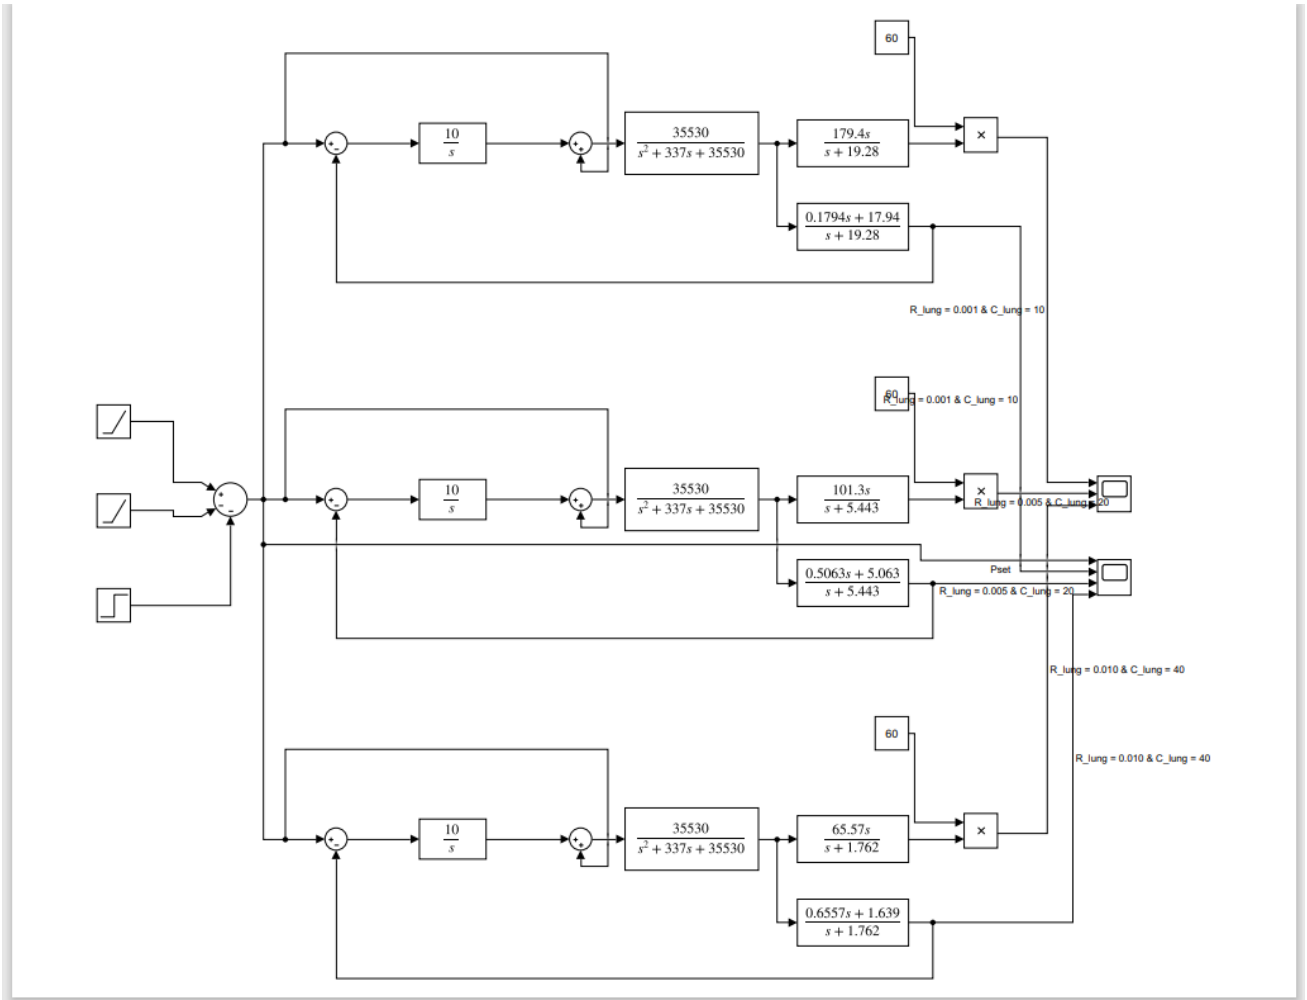 60
10
s
35530
s² + 337s + 35530
179.4s
s + 19.28
×
0.1794s + 17.94
s + 19.28
R_lung = 0.001 & C_lung = 10
60
R_lung = 0.001 & C_lung = 10
10
s
35530
s² + 337s + 35530
101.3s
s + 5.443
×
R_lung = 0.005 & C_lung = 20
Pset
0.5063s + 5.063
s + 5.443
R_lung = 0.005 & C_lung = 20
R_lung = 0.010 & C_lung = 40
60
R_lung = 0.010 & C_lung = 40
10
s
35530
s² + 337s + 35530
65.57s
s + 1.762
×
0.6557s + 1.639
s + 1.762